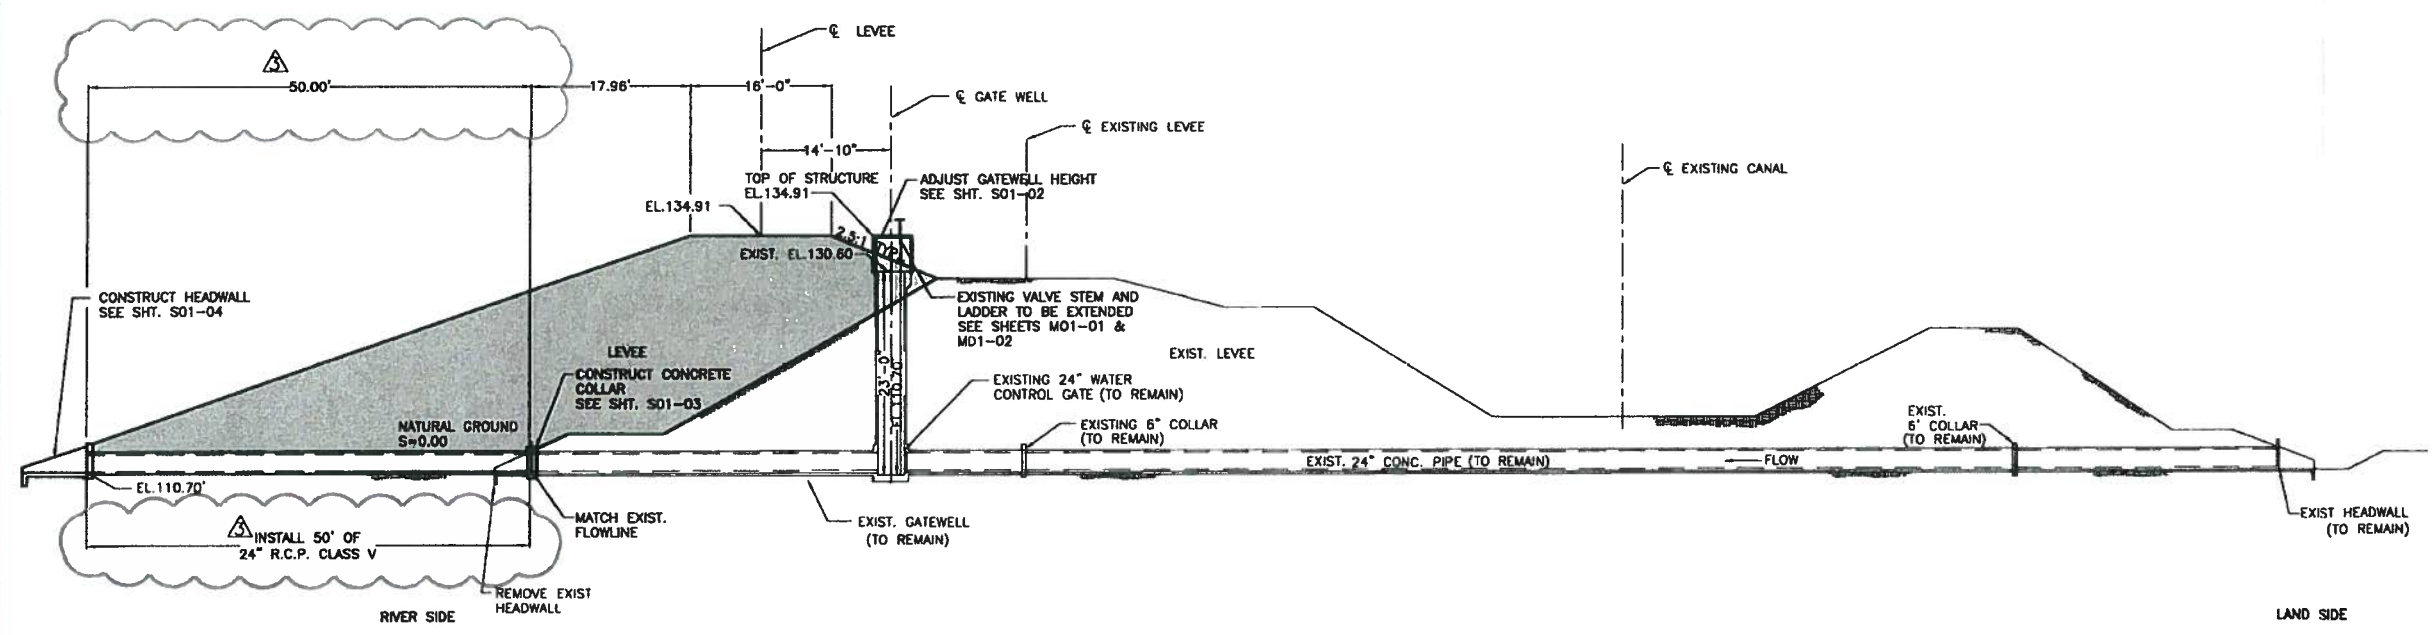 ℄ LEVEE
3
50.00'
17.96'
16'-0"
℄ GATE WELL
℄ EXISTING LEVEE
14'-10"
℄ EXISTING CANAL
TOP OF STRUCTURE
EL.134.91
ADJUST GATEWELL HEIGHT
SEE SHT. S01-02
EL.134.91
2.5:1
EXIST. EL.130.60
CONSTRUCT HEADWALL
SEE SHT. S01-04
EXISTING VALVE STEM AND
LADDER TO BE EXTENDED
SEE SHEETS M01-01 &
MD1-02
LEVEE
EXIST. LEVEE
CONSTRUCT CONCRETE
COLLAR
SEE SHT. S01-03
23'-0"
EXISTING 24" WATER
CONTROL GATE (TO REMAIN)
NATURAL GROUND
S=0.00
EXISTING 6" COLLAR
(TO REMAIN)
EXIST.
6' COLLAR
(TO REMAIN)
EXIST. 24" CONC. PIPE (TO REMAIN)
FLOW
EL.110.70'
MATCH EXIST.
FLOWLINE
EXIST. GATEWELL
(TO REMAIN)
EXIST HEADWALL
(TO REMAIN)
3
INSTALL 50' OF
24" R.C.P. CLASS V
REMOVE EXIST
HEADWALL
RIVER SIDE
LAND SIDE